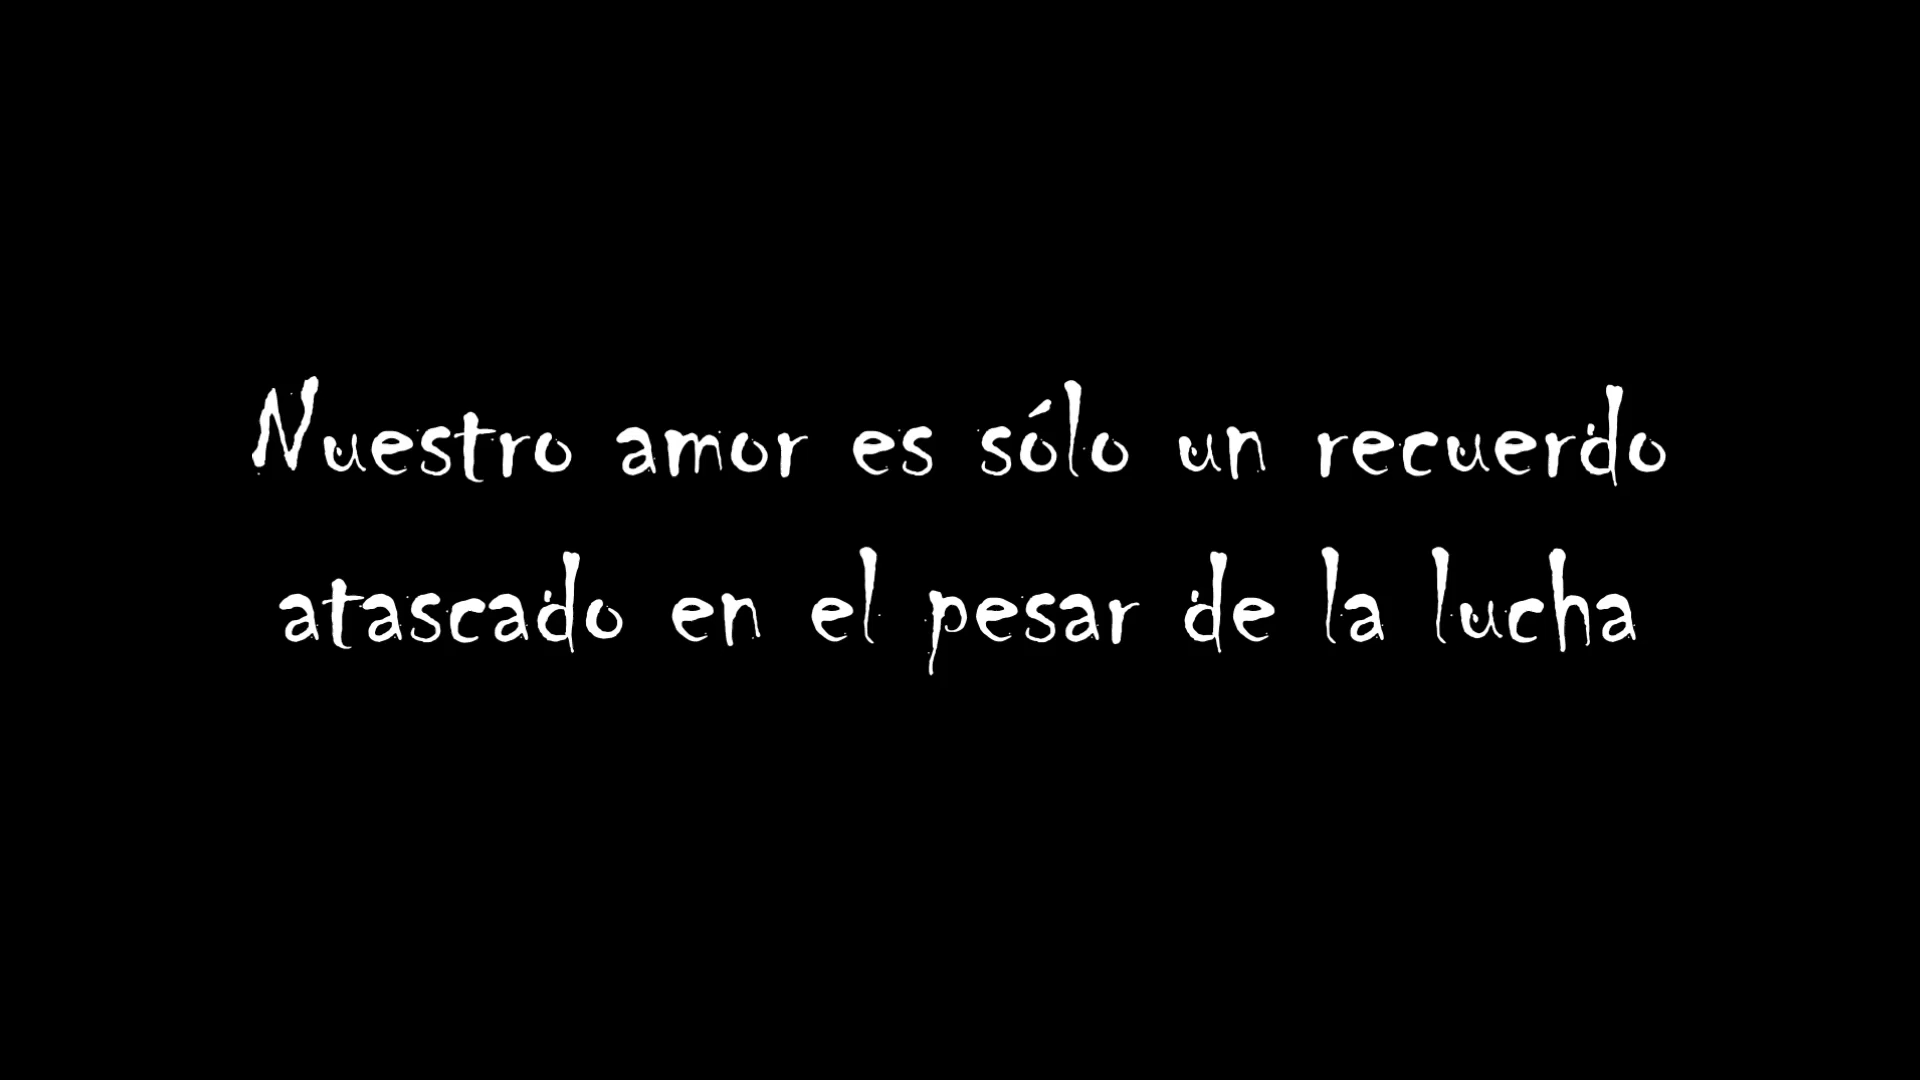 Nuestro amor es sólo un recuerdo
atascado en el pesar de la lucha